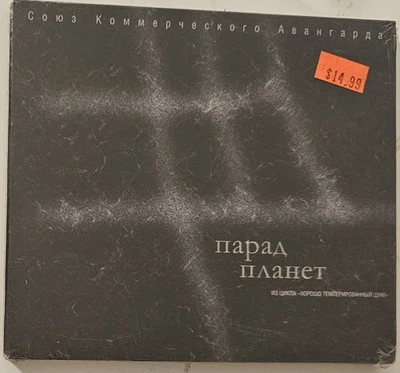 Союз Коммерческого Авангарда
$14.99
парад
планет
ИЗ ЦИКЛА «ХОРОШО ТЕМПЕРИРОВАННЫЙ ШУМ»